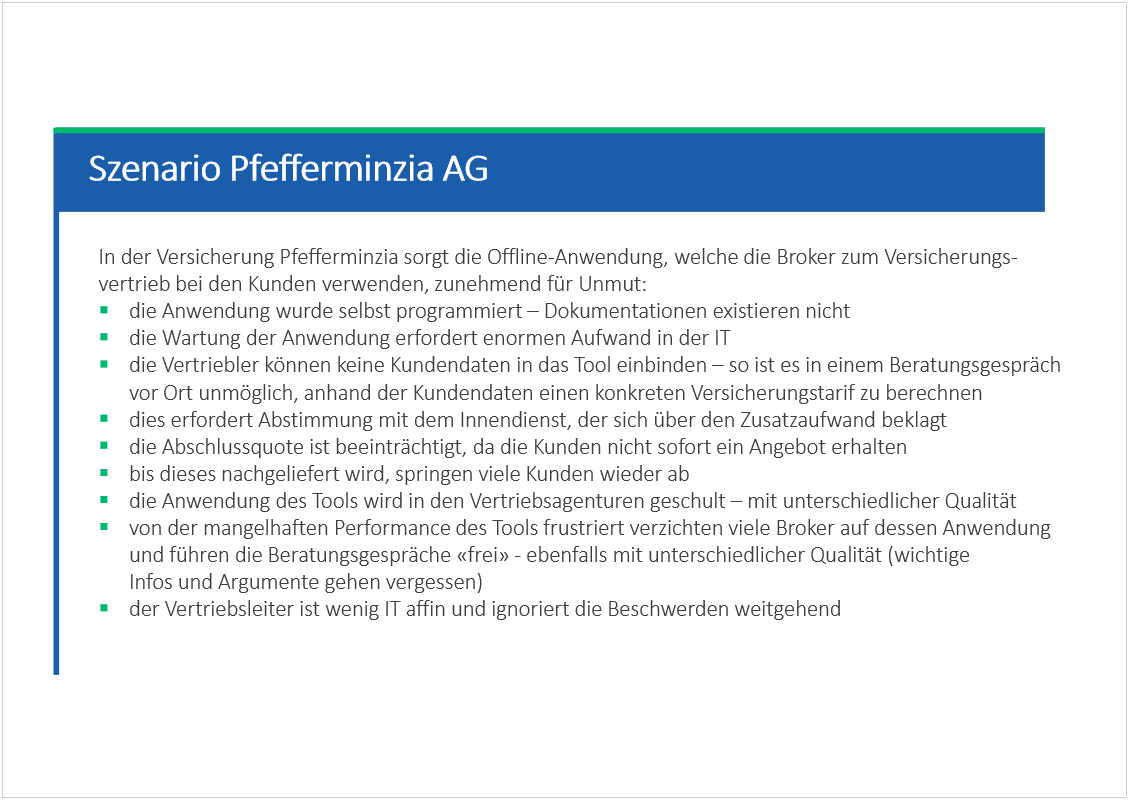 Szenario Pfefferminzia AG
In der Versicherung Pfefferminzia sorgt die Offline-Anwendung, welche die Broker zum Versicherungs-
vertrieb bei den Kunden verwenden, zunehmend für Unmut:
▪ die Anwendung wurde selbst programmiert – Dokumentationen existieren nicht
▪ die Wartung der Anwendung erfordert enormen Aufwand in der IT
▪ die Vertriebler können keine Kundendaten in das Tool einbinden – so ist es in einem Beratungsgespräch
vor Ort unmöglich, anhand der Kundendaten einen konkreten Versicherungstarif zu berechnen
▪ dies erfordert Abstimmung mit dem Innendienst, der sich über den Zusatzaufwand beklagt
▪ die Abschlussquote ist beeinträchtigt, da die Kunden nicht sofort ein Angebot erhalten
▪ bis dieses nachgeliefert wird, springen viele Kunden wieder ab
▪ die Anwendung des Tools wird in den Vertriebsagenturen geschult – mit unterschiedlicher Qualität
▪ von der mangelhaften Performance des Tools frustriert verzichten viele Broker auf dessen Anwendung
und führen die Beratungsgespräche «frei» - ebenfalls mit unterschiedlicher Qualität (wichtige
Infos und Argumente gehen vergessen)
▪ der Vertriebsleiter ist wenig IT affin und ignoriert die Beschwerden weitgehend